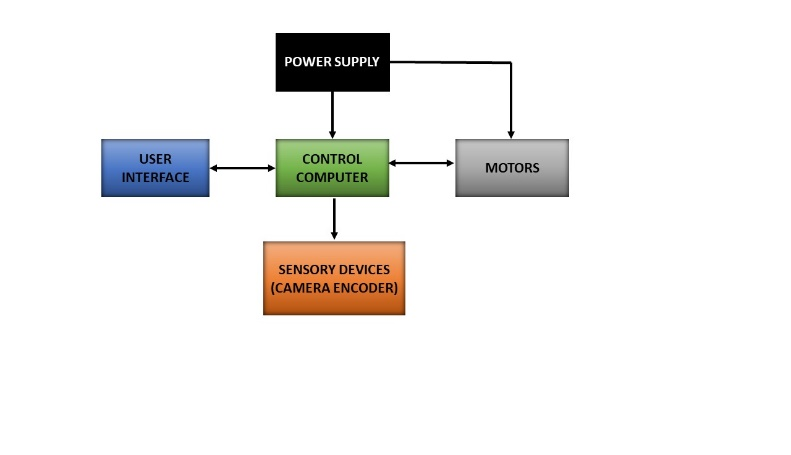 POWER SUPPLY
USER
INTERFACE
CONTROL
COMPUTER
MOTORS
SENSORY DEVICES
(CAMERA ENCODER)